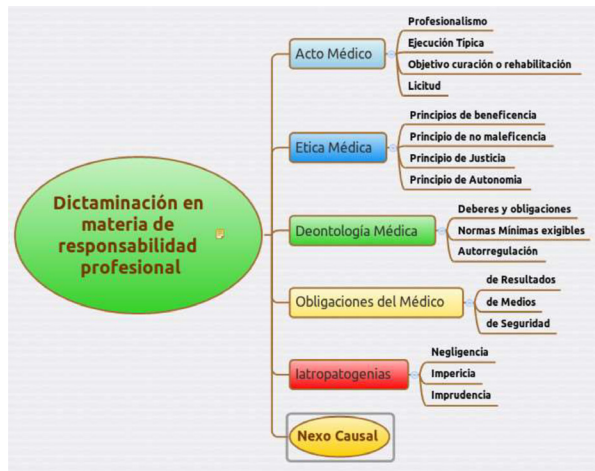 Dictaminación en
materia de
responsabilidad
profesional
Acto Médico
Profesionalismo
Ejecución Típica
Objetivo curación o rehabilitación
Licitud
Etica Médica
Principios de beneficencia
Principio de no maleficencia
Principio de Justicia
Principio de Autonomia
Deontología Médica
Deberes y obligaciones
Normas Mínimas exigibles
Autorregulación
Obligaciones del Médico
de Resultados
de Medios
de Seguridad
Iatropatogenias
Negligencia
Impericia
Imprudencia
Nexo Causal